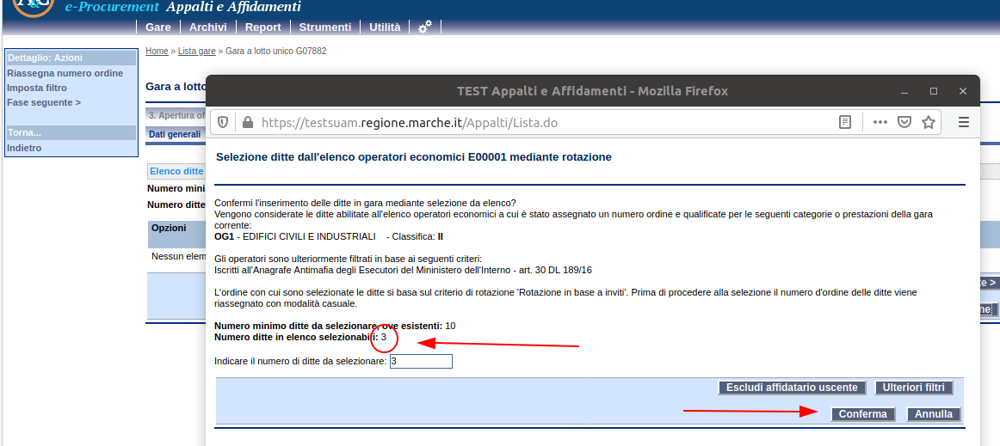 e-Procurement Appalti e Affidamenti
Gare Archivi Report Strumenti Utilità
Home » Lista gare » Gara a lotto unico G07882
Dettaglio: Azioni
Riassegna numero ordine
Imposta filtro
Fase seguente >
Torna...
Indietro
Gara a lotto
3. Apertura of
Dati generali
Elenco ditte
Numero mini
Numero ditte
Opzioni
Nessun elem
TEST Appalti e Affidamenti - Mozilla Firefox
https://testsuam.regione.marche.it/Appalti/Lista.do
Selezione ditte dall'elenco operatori economici E00001 mediante rotazione
Confermi l'inserimento delle ditte in gara mediante selezione da elenco?
Vengono considerate le ditte abilitate all'elenco operatori economici a cui è stato assegnato un numero ordine e qualificate per le seguenti categorie o prestazioni della gara
corrente:
OG1 - EDIFICI CIVILI E INDUSTRIALI - Classifica: II
Gli operatori sono ulteriormente filtrati in base ai seguenti criteri:
Iscritti all'Anagrafe Antimafia degli Esecutori del Mininistero dell'Interno - art. 30 DL 189/16
L'ordine con cui sono selezionate le ditte si basa sul criterio di rotazione 'Rotazione in base a inviti'. Prima di procedere alla selezione il numero d'ordine delle ditte viene
riassegnato con modalità casuale.
Numero minimo ditte da selezionare, ove esistenti: 10
Numero ditte in elenco selezionabili: 3
Indicare il numero di ditte da selezionare: 3
Escludi affidatario uscente Ulteriori filtri
Conferma Annulla
te >
ne